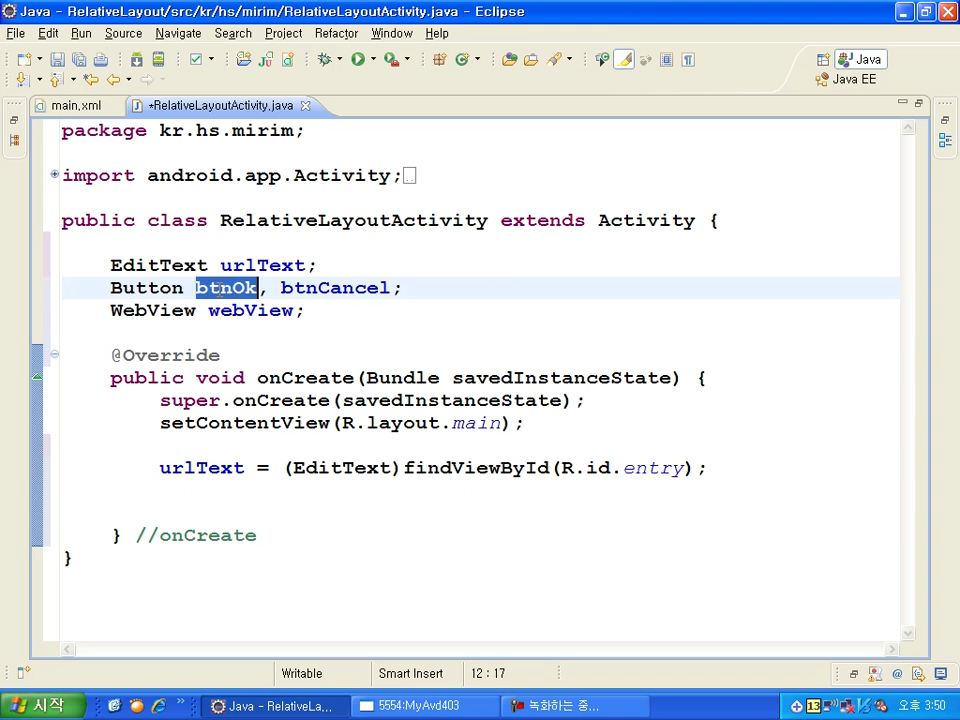 Java - RelativeLayout/src/kr/hs/mirim/RelativeLayoutActivity.java - Eclipse
File Edit Run Source Navigate Search Project Refactor Window Help
Java
Java EE
main.xml *RelativeLayoutActivity.java
package kr.hs.mirim;
import android.app.Activity;
public class RelativeLayoutActivity extends Activity {
EditText urlText;
Button btnOk, btnCancel;
WebView webView;
@Override
public void onCreate(Bundle savedInstanceState) {
super.onCreate(savedInstanceState);
setContentView(R.layout.main);
urlText = (EditText)findViewById(R.id.entry);
} //onCreate
}
Writable Smart Insert 12 : 17
시작 Java - RelativeLa... 5554:MyAvd403 녹화하는 중... 13 오후 3:50